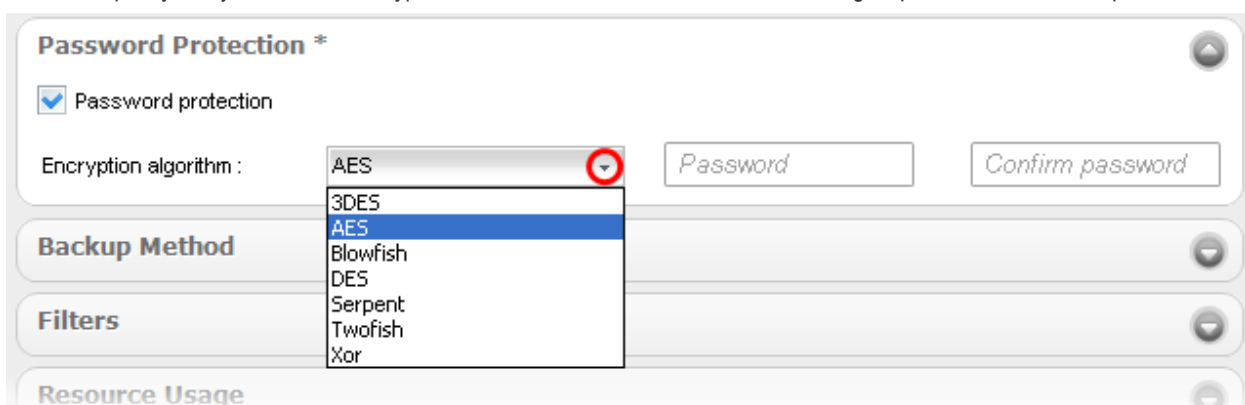 Password Protection *
Password protection
Encryption algorithm : AES Password Confirm password
3DES
AES
Blowfish
DES
Serpent
Twofish
Xor
Backup Method
Filters
Resource Usage